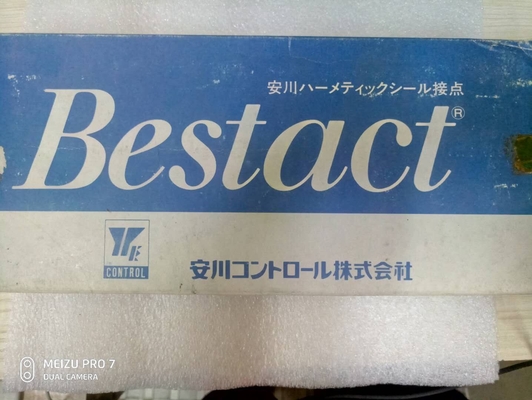 安川ハーメティックシール接点
Bestact®
YE
CONTROL
安川コントロール株式会社
MEIZU PRO 7
DUAL CAMERA